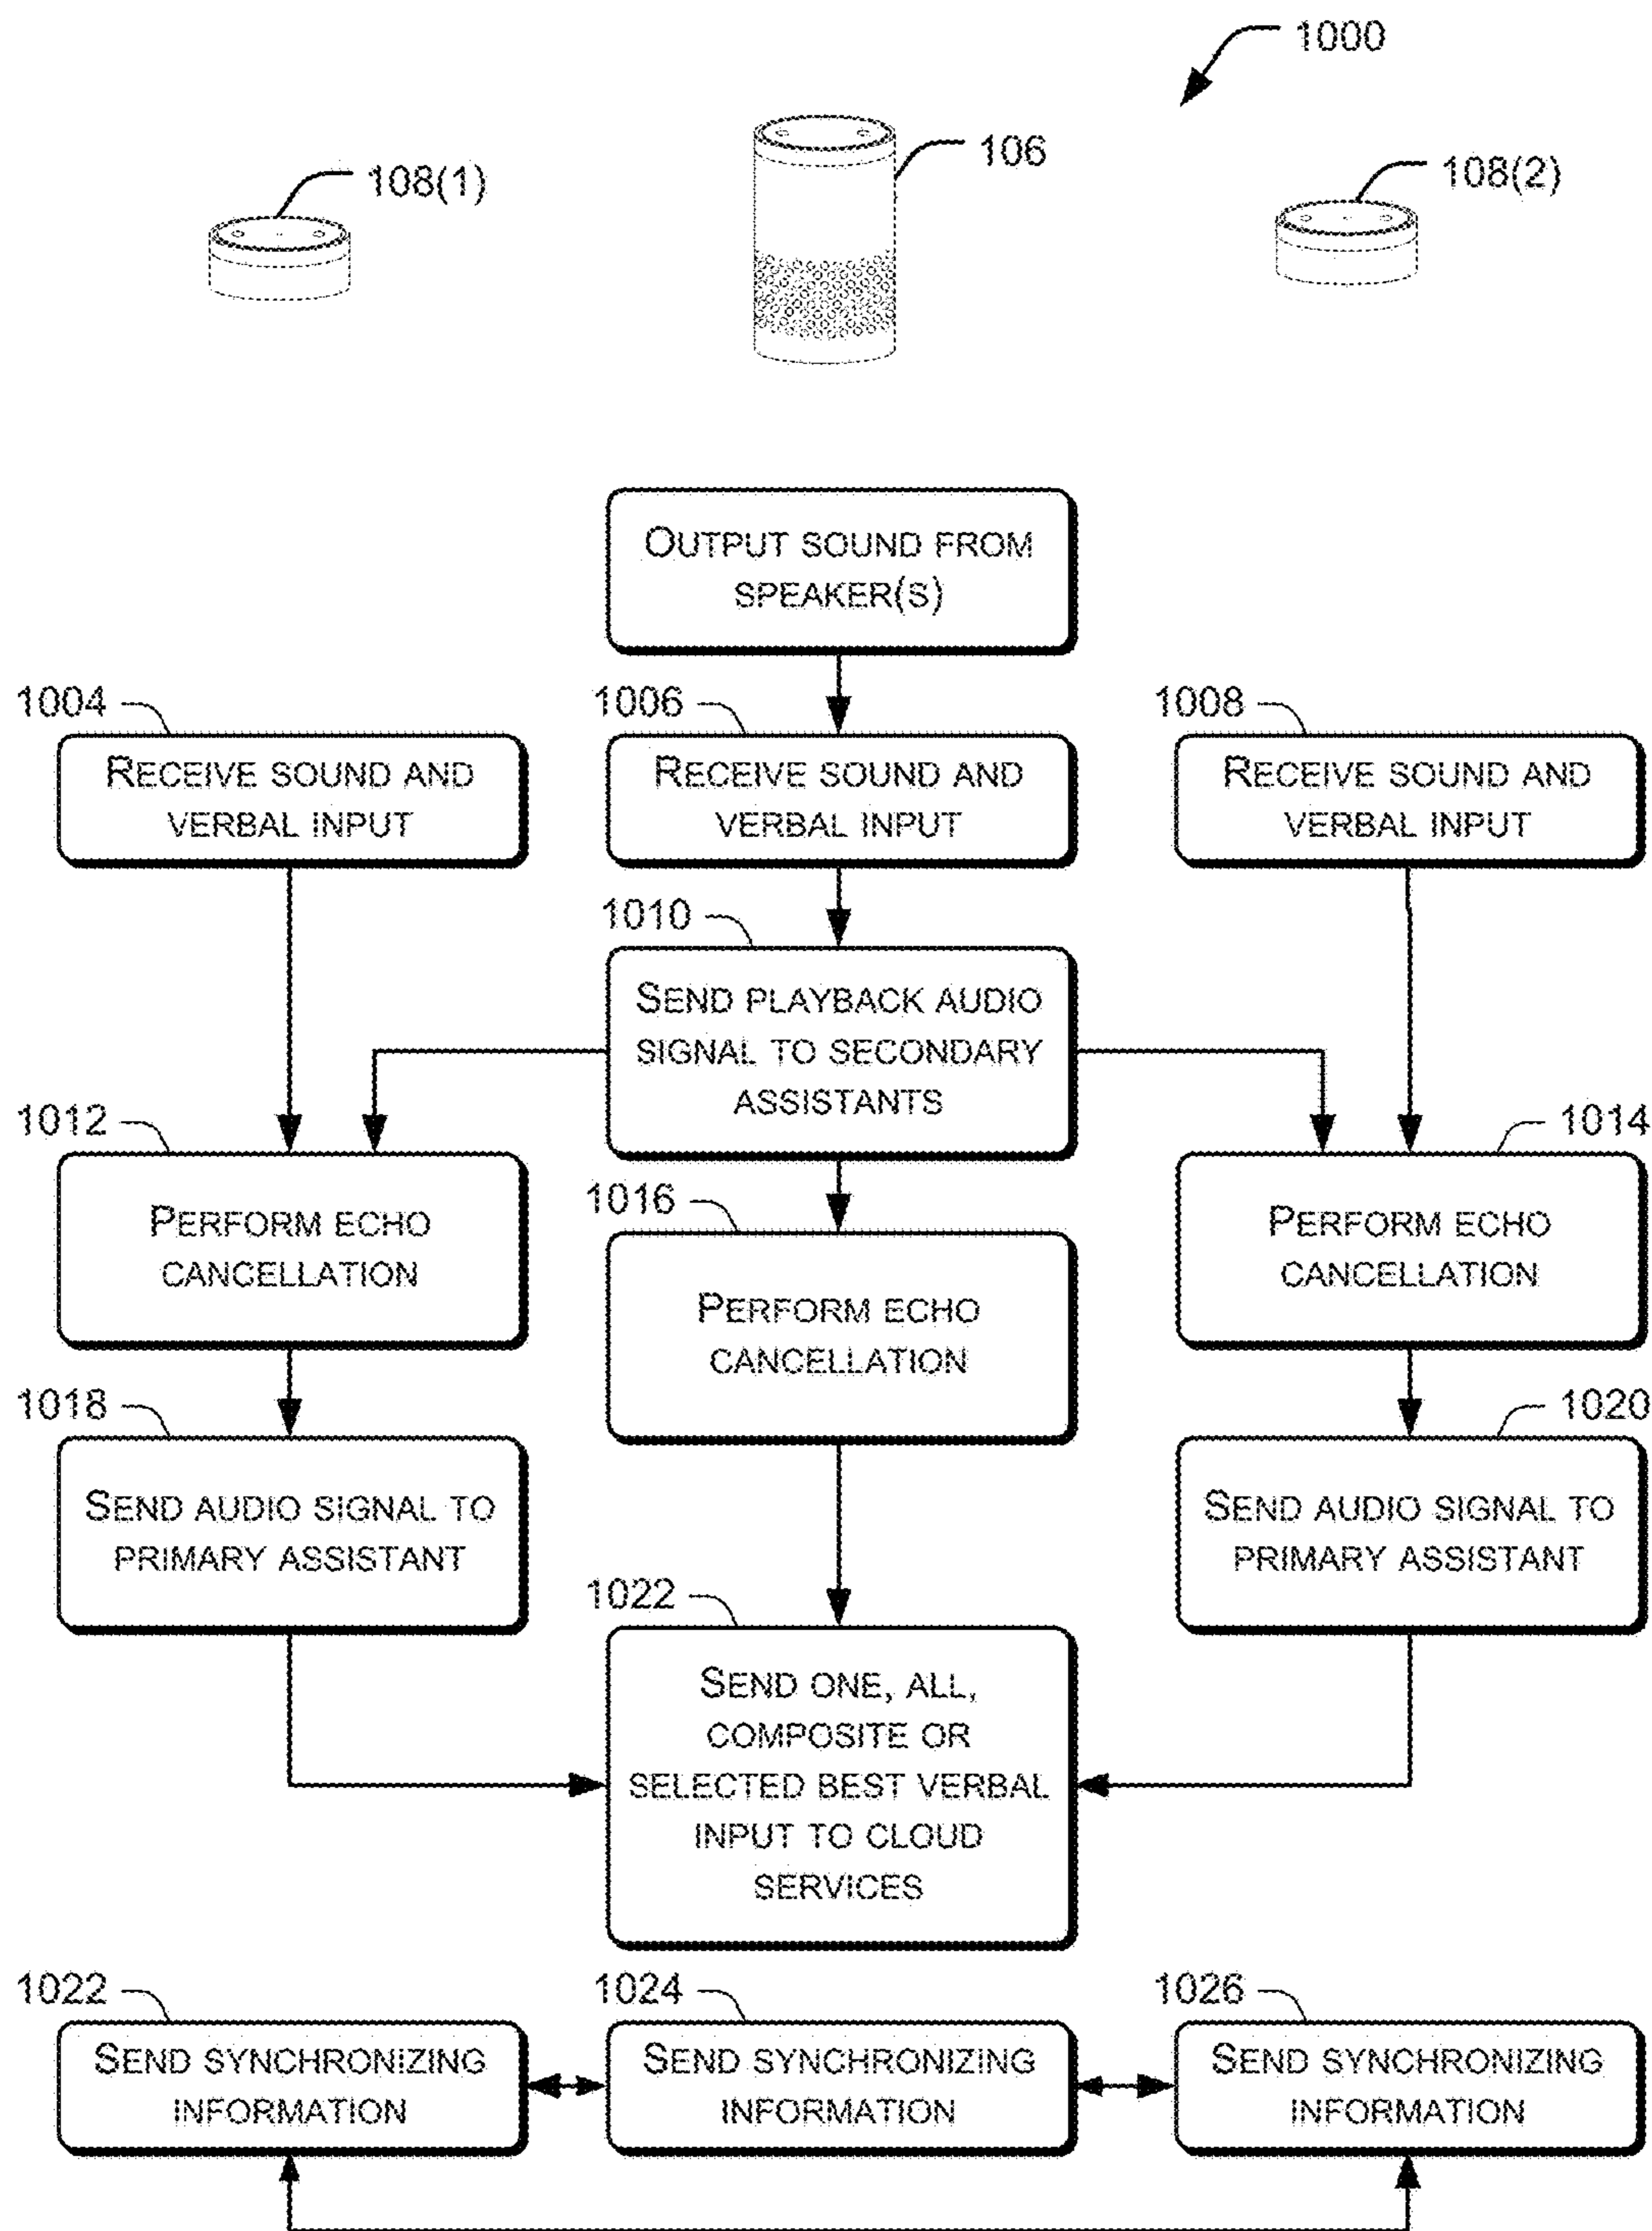 1000
106
108(1)
108(2)
OUTPUT SOUND FROM
SPEAKER(S)
1004
RECEIVE SOUND AND
VERBAL INPUT
1006
RECEIVE SOUND AND
VERBAL INPUT
1008
RECEIVE SOUND AND
VERBAL INPUT
1010
SEND PLAYBACK AUDIO
SIGNAL TO SECONDARY
ASSISTANTS
1012
PERFORM ECHO
CANCELLATION
1014
PERFORM ECHO
CANCELLATION
1016
PERFORM ECHO
CANCELLATION
1018
SEND AUDIO SIGNAL TO
PRIMARY ASSISTANT
1020
SEND AUDIO SIGNAL TO
PRIMARY ASSISTANT
1022
SEND ONE, ALL,
COMPOSITE OR
SELECTED BEST VERBAL
INPUT TO CLOUD
SERVICES
1022
SEND SYNCHRONIZING
INFORMATION
1024
SEND SYNCHRONIZING
INFORMATION
1026
SEND SYNCHRONIZING
INFORMATION